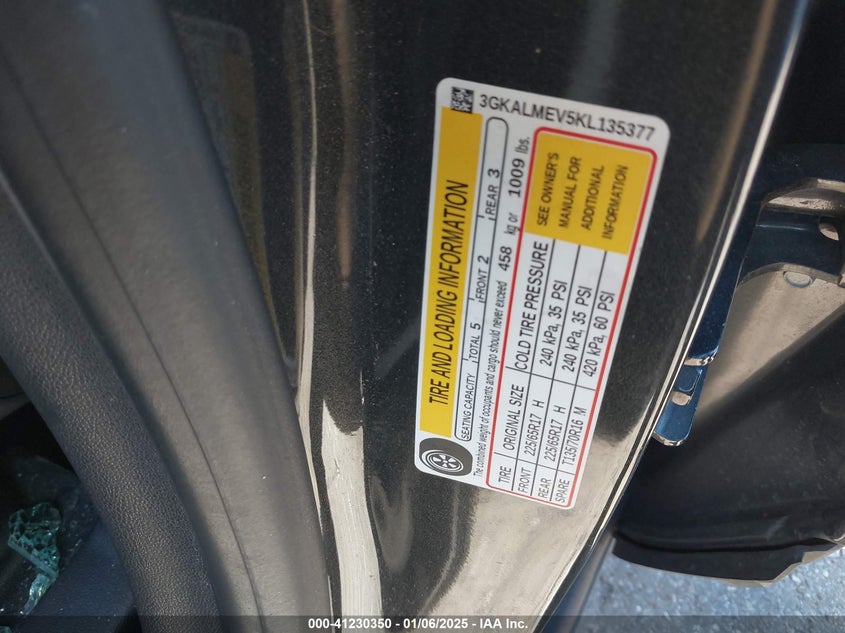 3GKALMEV5KL135377
TIRE AND LOADING INFORMATION
SEATING CAPACITY TOTAL 5 FRONT 2 REAR 3
The combined weight of occupants and cargo should never exceed 458 kg or 1009 lbs.
TIRE ORIGINAL SIZE COLD TIRE PRESSURE
FRONT 225/65R17 H 240 kPa, 35 PSI
REAR 225/65R17 H 240 kPa, 35 PSI
SPARE T135/70R16 M 420 kPa, 60 PSI
SEE OWNER'S
MANUAL FOR
ADDITIONAL
INFORMATION
000-41230350 - 01/06/2025 - IAA Inc.